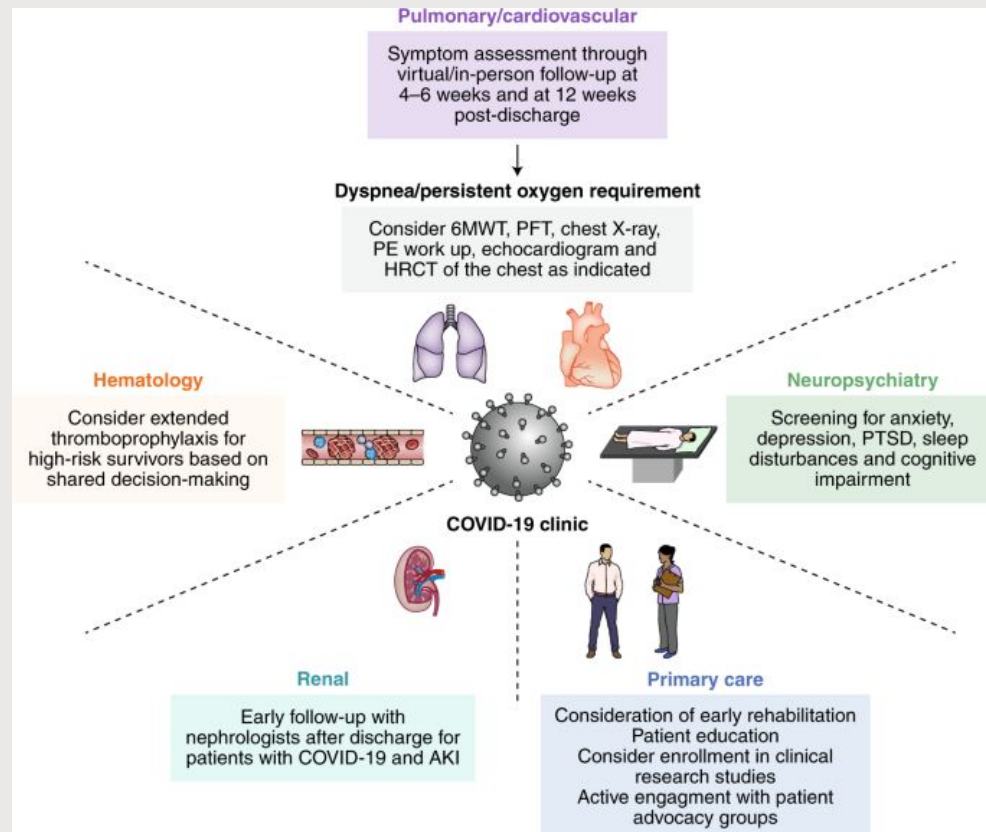 Pulmonary/cardiovascular
Symptom assessment through
virtual/in-person follow-up at
4–6 weeks and at 12 weeks
post-discharge
Dyspnea/persistent oxygen requirement
Consider 6MWT, PFT, chest X-ray,
PE work up, echocardiogram and
HRCT of the chest as indicated
Hematology
Consider extended
thromboprophylaxis for
high-risk survivors based on
shared decision-making
Neuropsychiatry
Screening for anxiety,
depression, PTSD, sleep
disturbances and cognitive
impairment
COVID-19 clinic
Renal
Early follow-up with
nephrologists after discharge for
patients with COVID-19 and AKI
Primary care
Consideration of early rehabilitation
Patient education
Consider enrollment in clinical
research studies
Active engagment with patient
advocacy groups